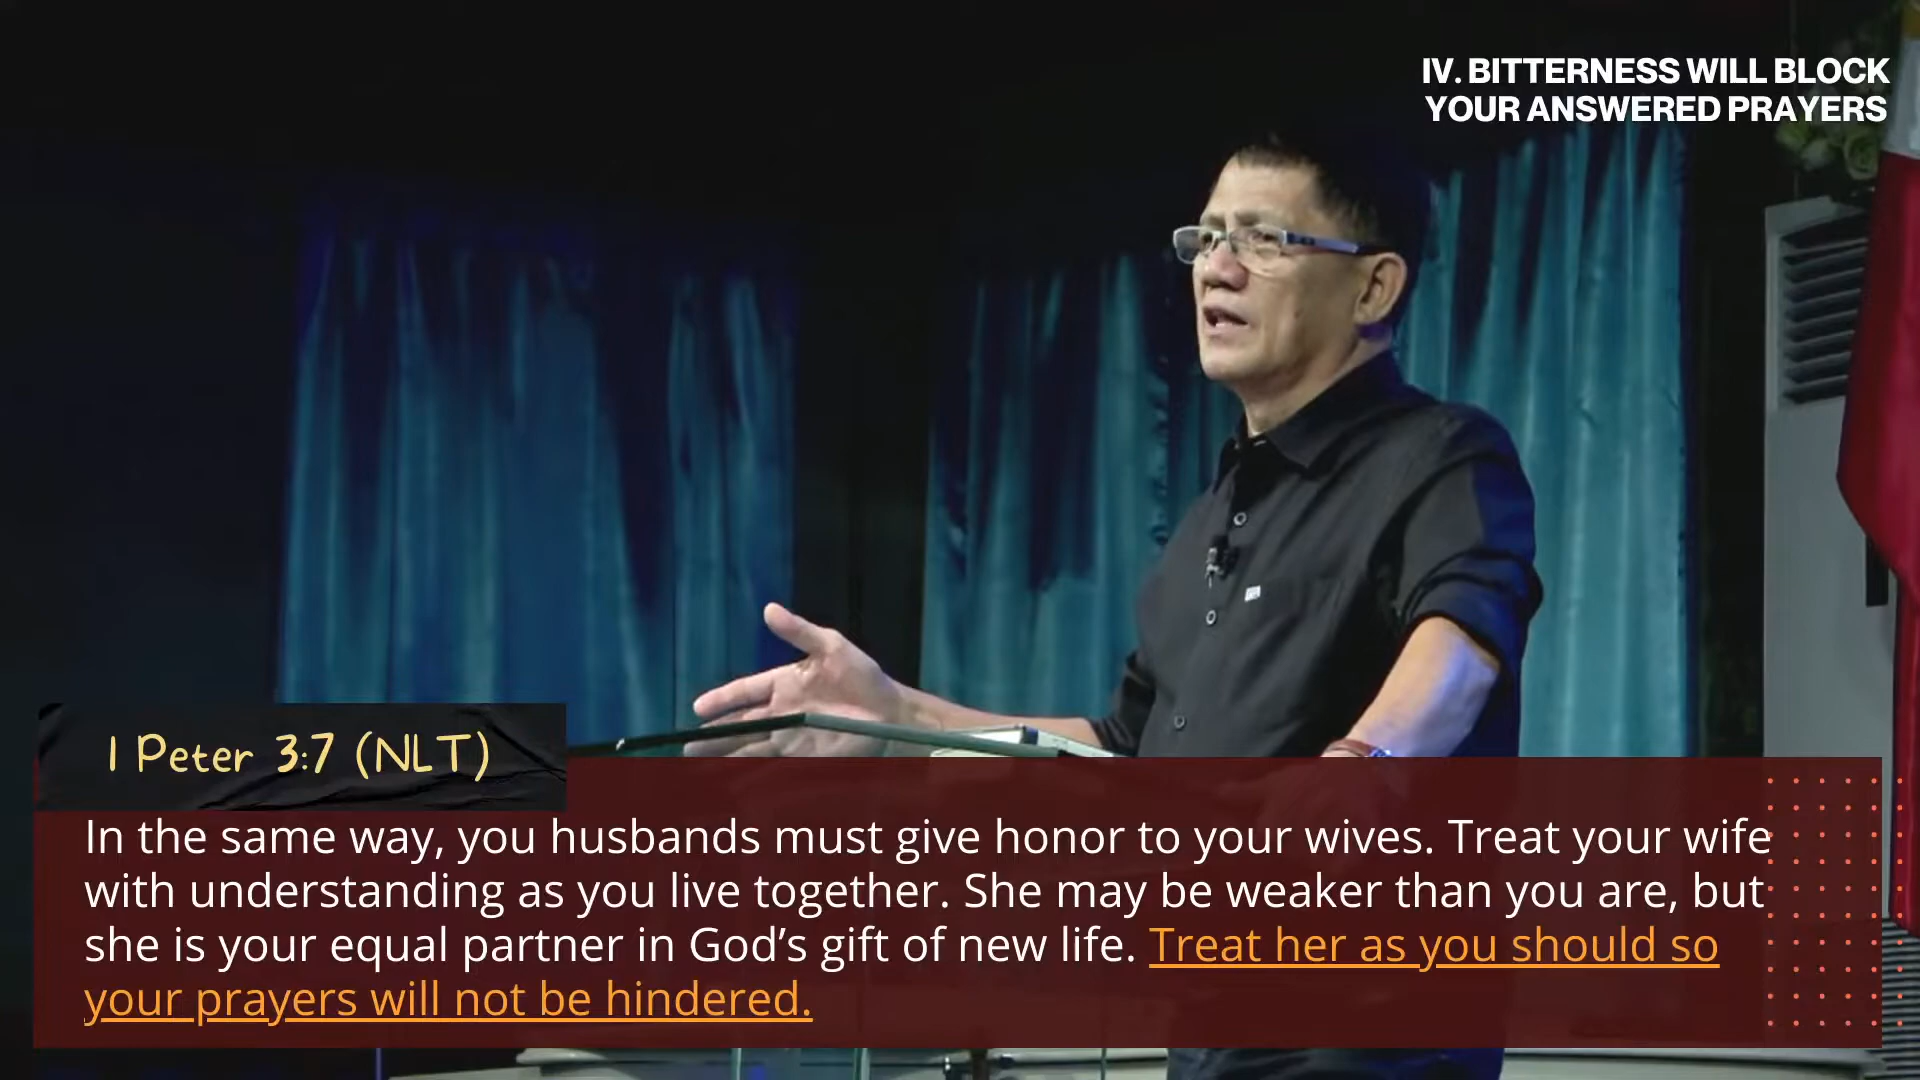 IV. BITTERNESS WILL BLOCK
YOUR ANSWERED PRAYERS
1 Peter 3:7 (NLT)
In the same way, you husbands must give honor to your wives. Treat your wife
with understanding as you live together. She may be weaker than you are, but
she is your equal partner in God’s gift of new life. Treat her as you should so
your prayers will not be hindered.